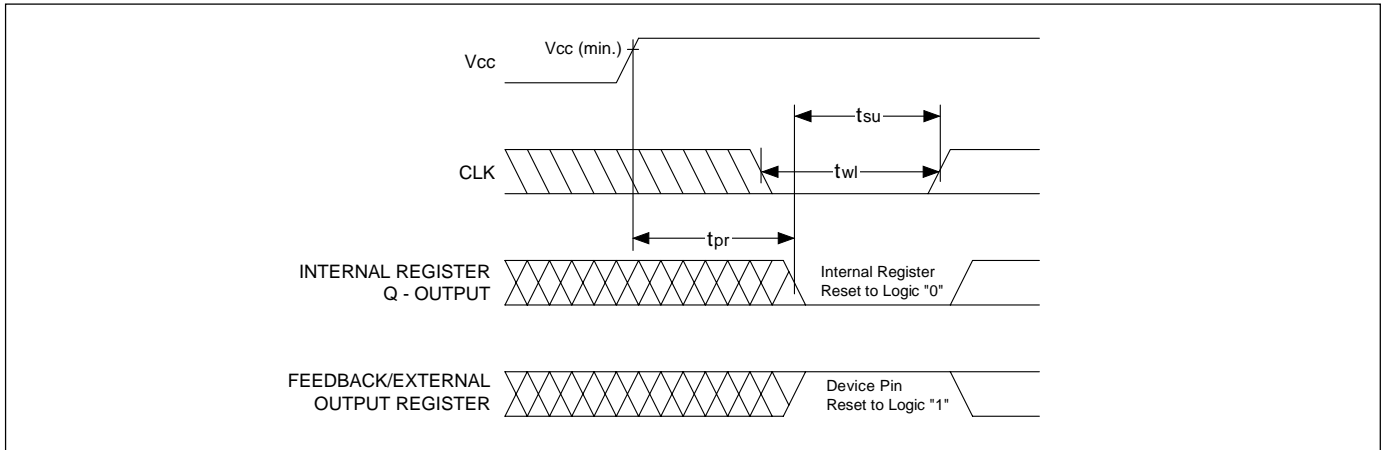 Vcc
Vcc (min.)
tsu
CLK
twl
tpr
INTERNAL REGISTER
Q - OUTPUT
Internal Register
Reset to Logic "0"
FEEDBACK/EXTERNAL
OUTPUT REGISTER
Device Pin
Reset to Logic "1"